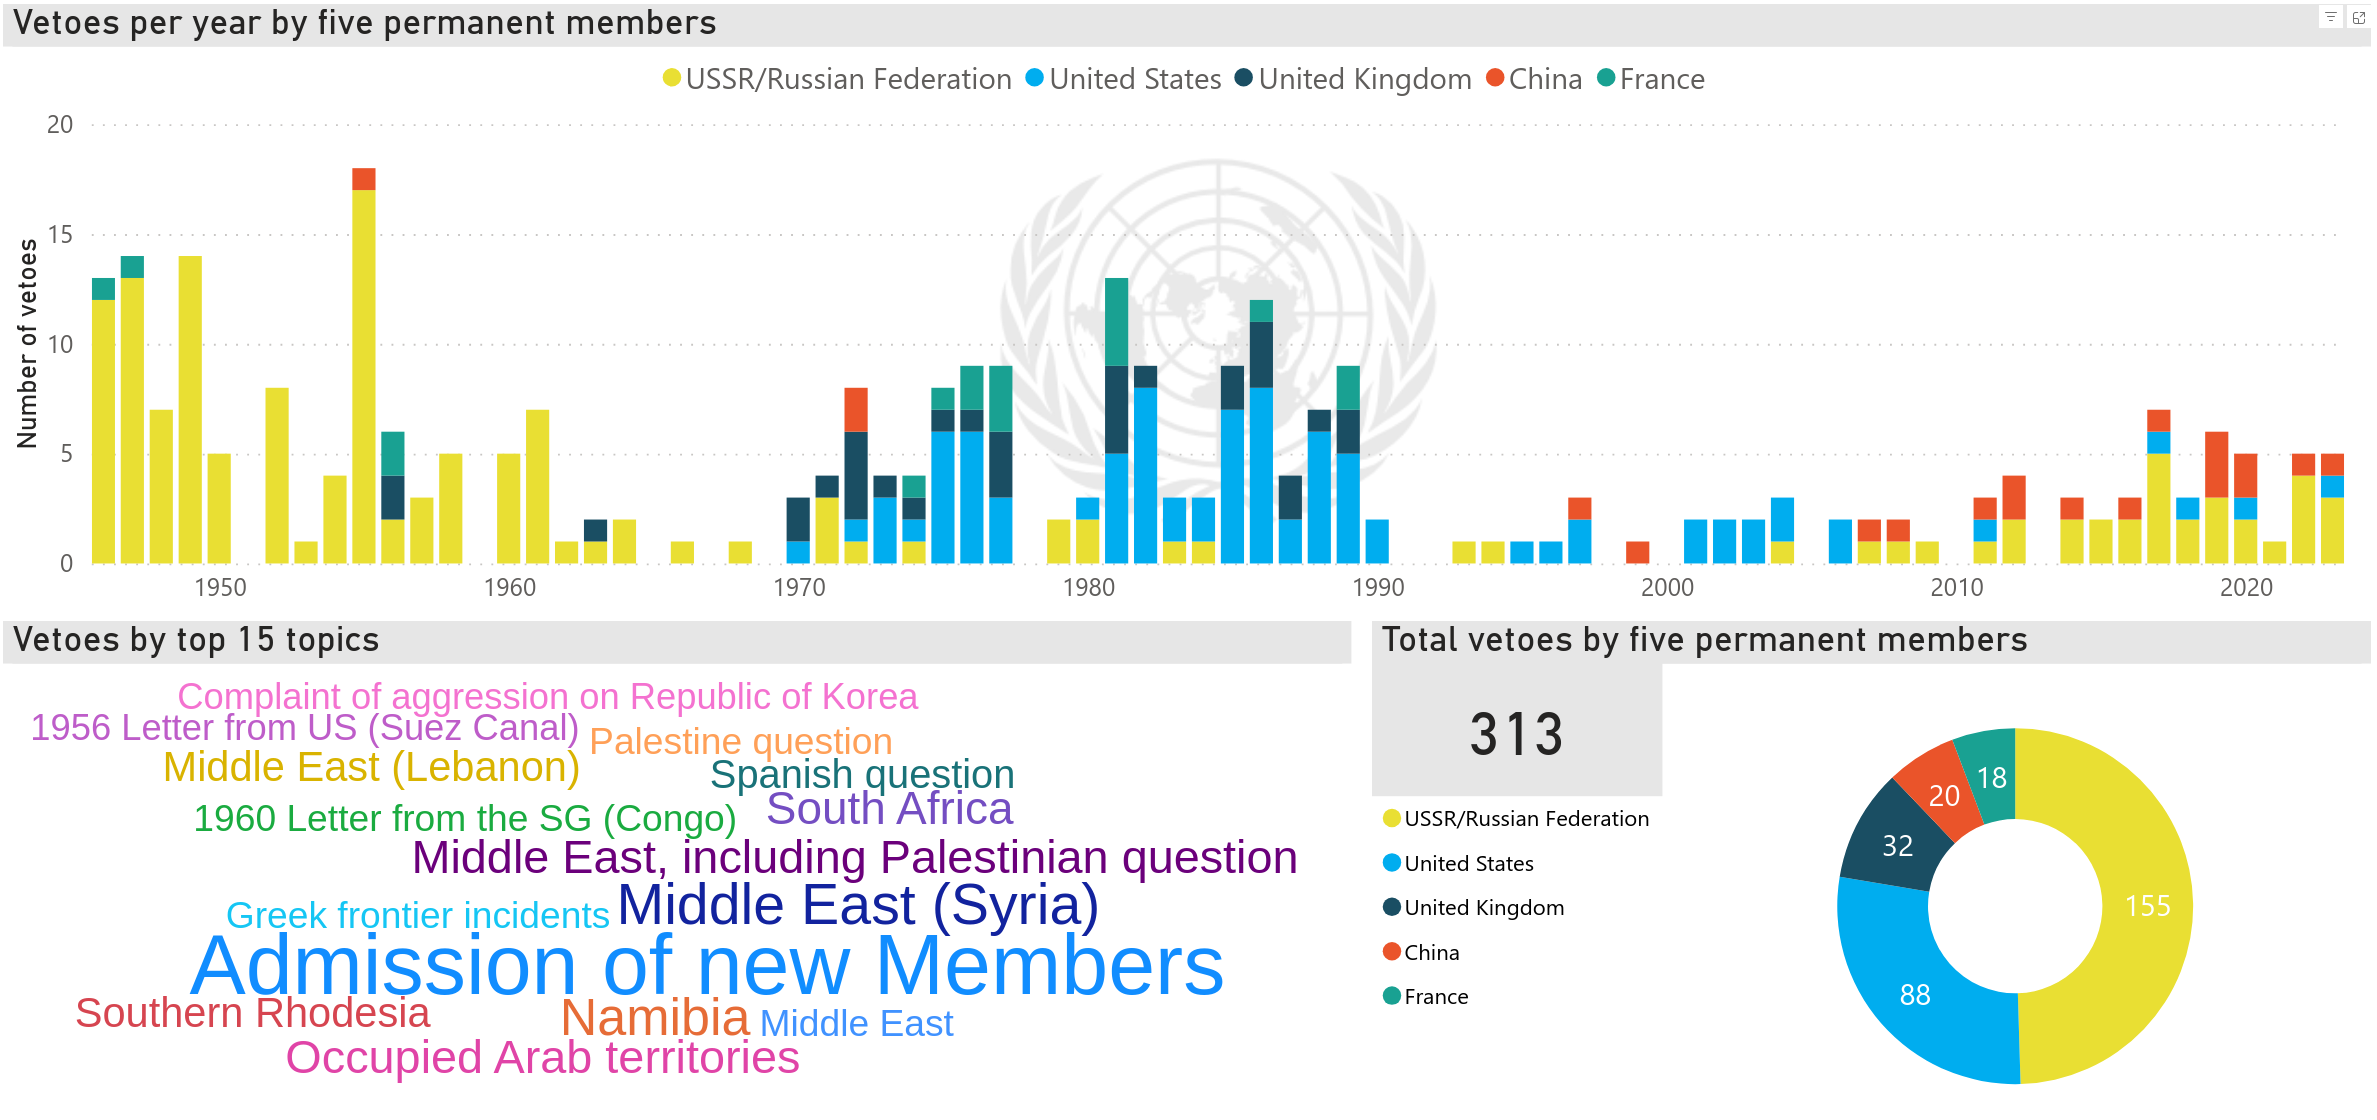 Vetoes per year by five permanent members
USSR/Russian Federation United States United Kingdom China France
20
15
10
5
0
Number of vetoes
1950 1960 1970 1980 1990 2000 2010 2020
Vetoes by top 15 topics
Complaint of aggression on Republic of Korea
1956 Letter from US (Suez Canal)
Palestine question
Middle East (Lebanon)
Spanish question
1960 Letter from the SG (Congo)
South Africa
Middle East, including Palestinian question
Greek frontier incidents
Middle East (Syria)
Admission of new Members
Southern Rhodesia
Namibia
Middle East
Occupied Arab territories
Total vetoes by five permanent members
313
USSR/Russian Federation
United States
United Kingdom
China
France
18
20
32
155
88